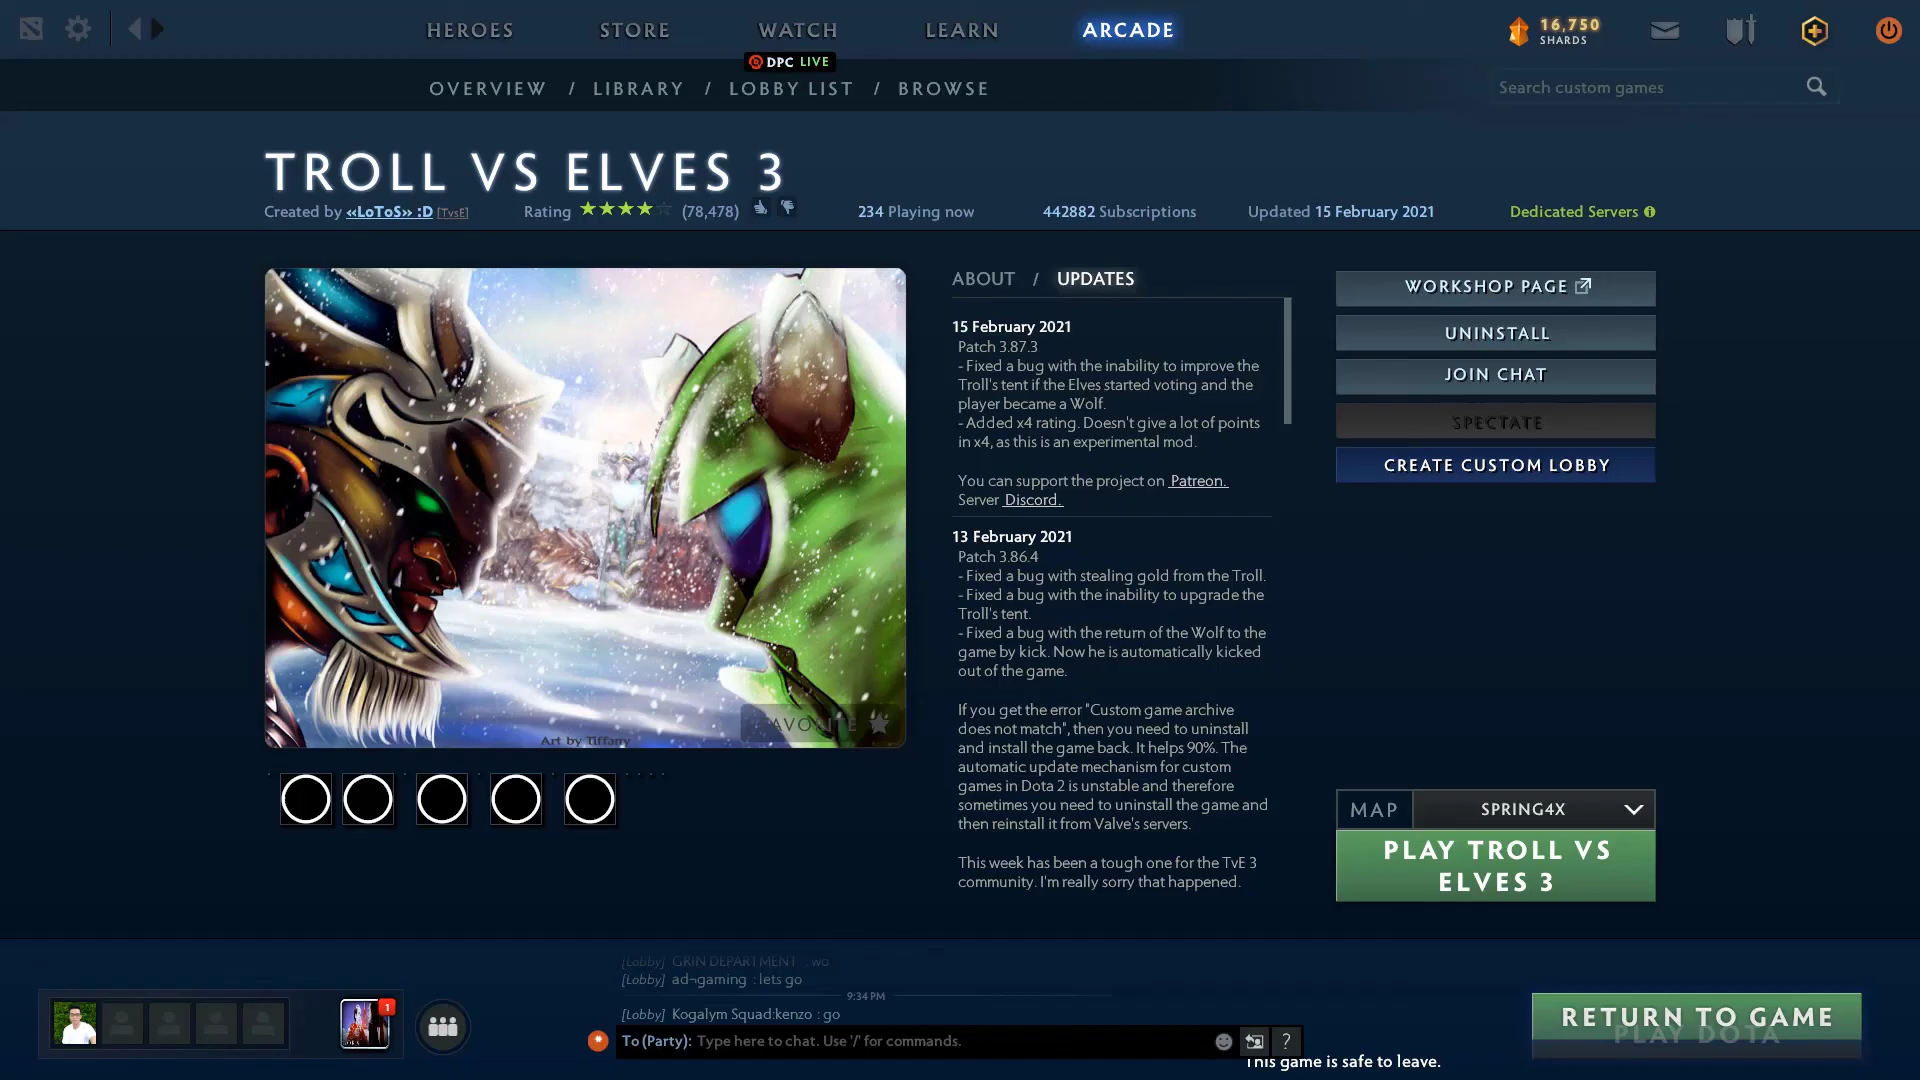 HEROES STORE WATCH LEARN ARCADE
16,750
SHARDS
DPC LIVE
OVERVIEW / LIBRARY / LOBBY LIST / BROWSE
Search custom games
TROLL VS ELVES 3
Created by «LoToS» :D [TvsE] Rating (78,478) 234 Playing now 442882 Subscriptions Updated 15 February 2021 Dedicated Servers
ABOUT / UPDATES
15 February 2021
Patch 3.87.3
- Fixed a bug with the inability to improve the
Troll's tent if the Elves started voting and the
player became a Wolf.
- Added x4 rating. Doesn't give a lot of points
in x4, as this is an experimental mod.
You can support the project on Patreon.
Server Discord.
13 February 2021
Patch 3.86.4
- Fixed a bug with stealing gold from the Troll.
- Fixed a bug with the inability to upgrade the
Troll's tent.
- Fixed a bug with the return of the Wolf to the
game by kick. Now he is automatically kicked
out of the game.
If you get the error "Custom game archive
does not match", then you need to uninstall
and install the game back. It helps 90%. The
automatic update mechanism for custom
games in Dota 2 is unstable and therefore
sometimes you need to uninstall the game and
then reinstall it from Valve's servers.
This week has been a tough one for the TvE 3
community. I'm really sorry that happened.
WORKSHOP PAGE
UNINSTALL
JOIN CHAT
SPECTATE
CREATE CUSTOM LOBBY
FAVORITE
Art by Tiffany
MAP SPRING4X
PLAY TROLL VS
ELVES 3
[Lobby] GRIN DEPARTMENT : wo
[Lobby] ad¬gaming : lets go
9:34 PM
[Lobby] Kogalym Squad:kenzo : go
1
To (Party): Type here to chat. Use '/' for commands.
?
This game is safe to leave.
RETURN TO GAME
PLAY DOTA